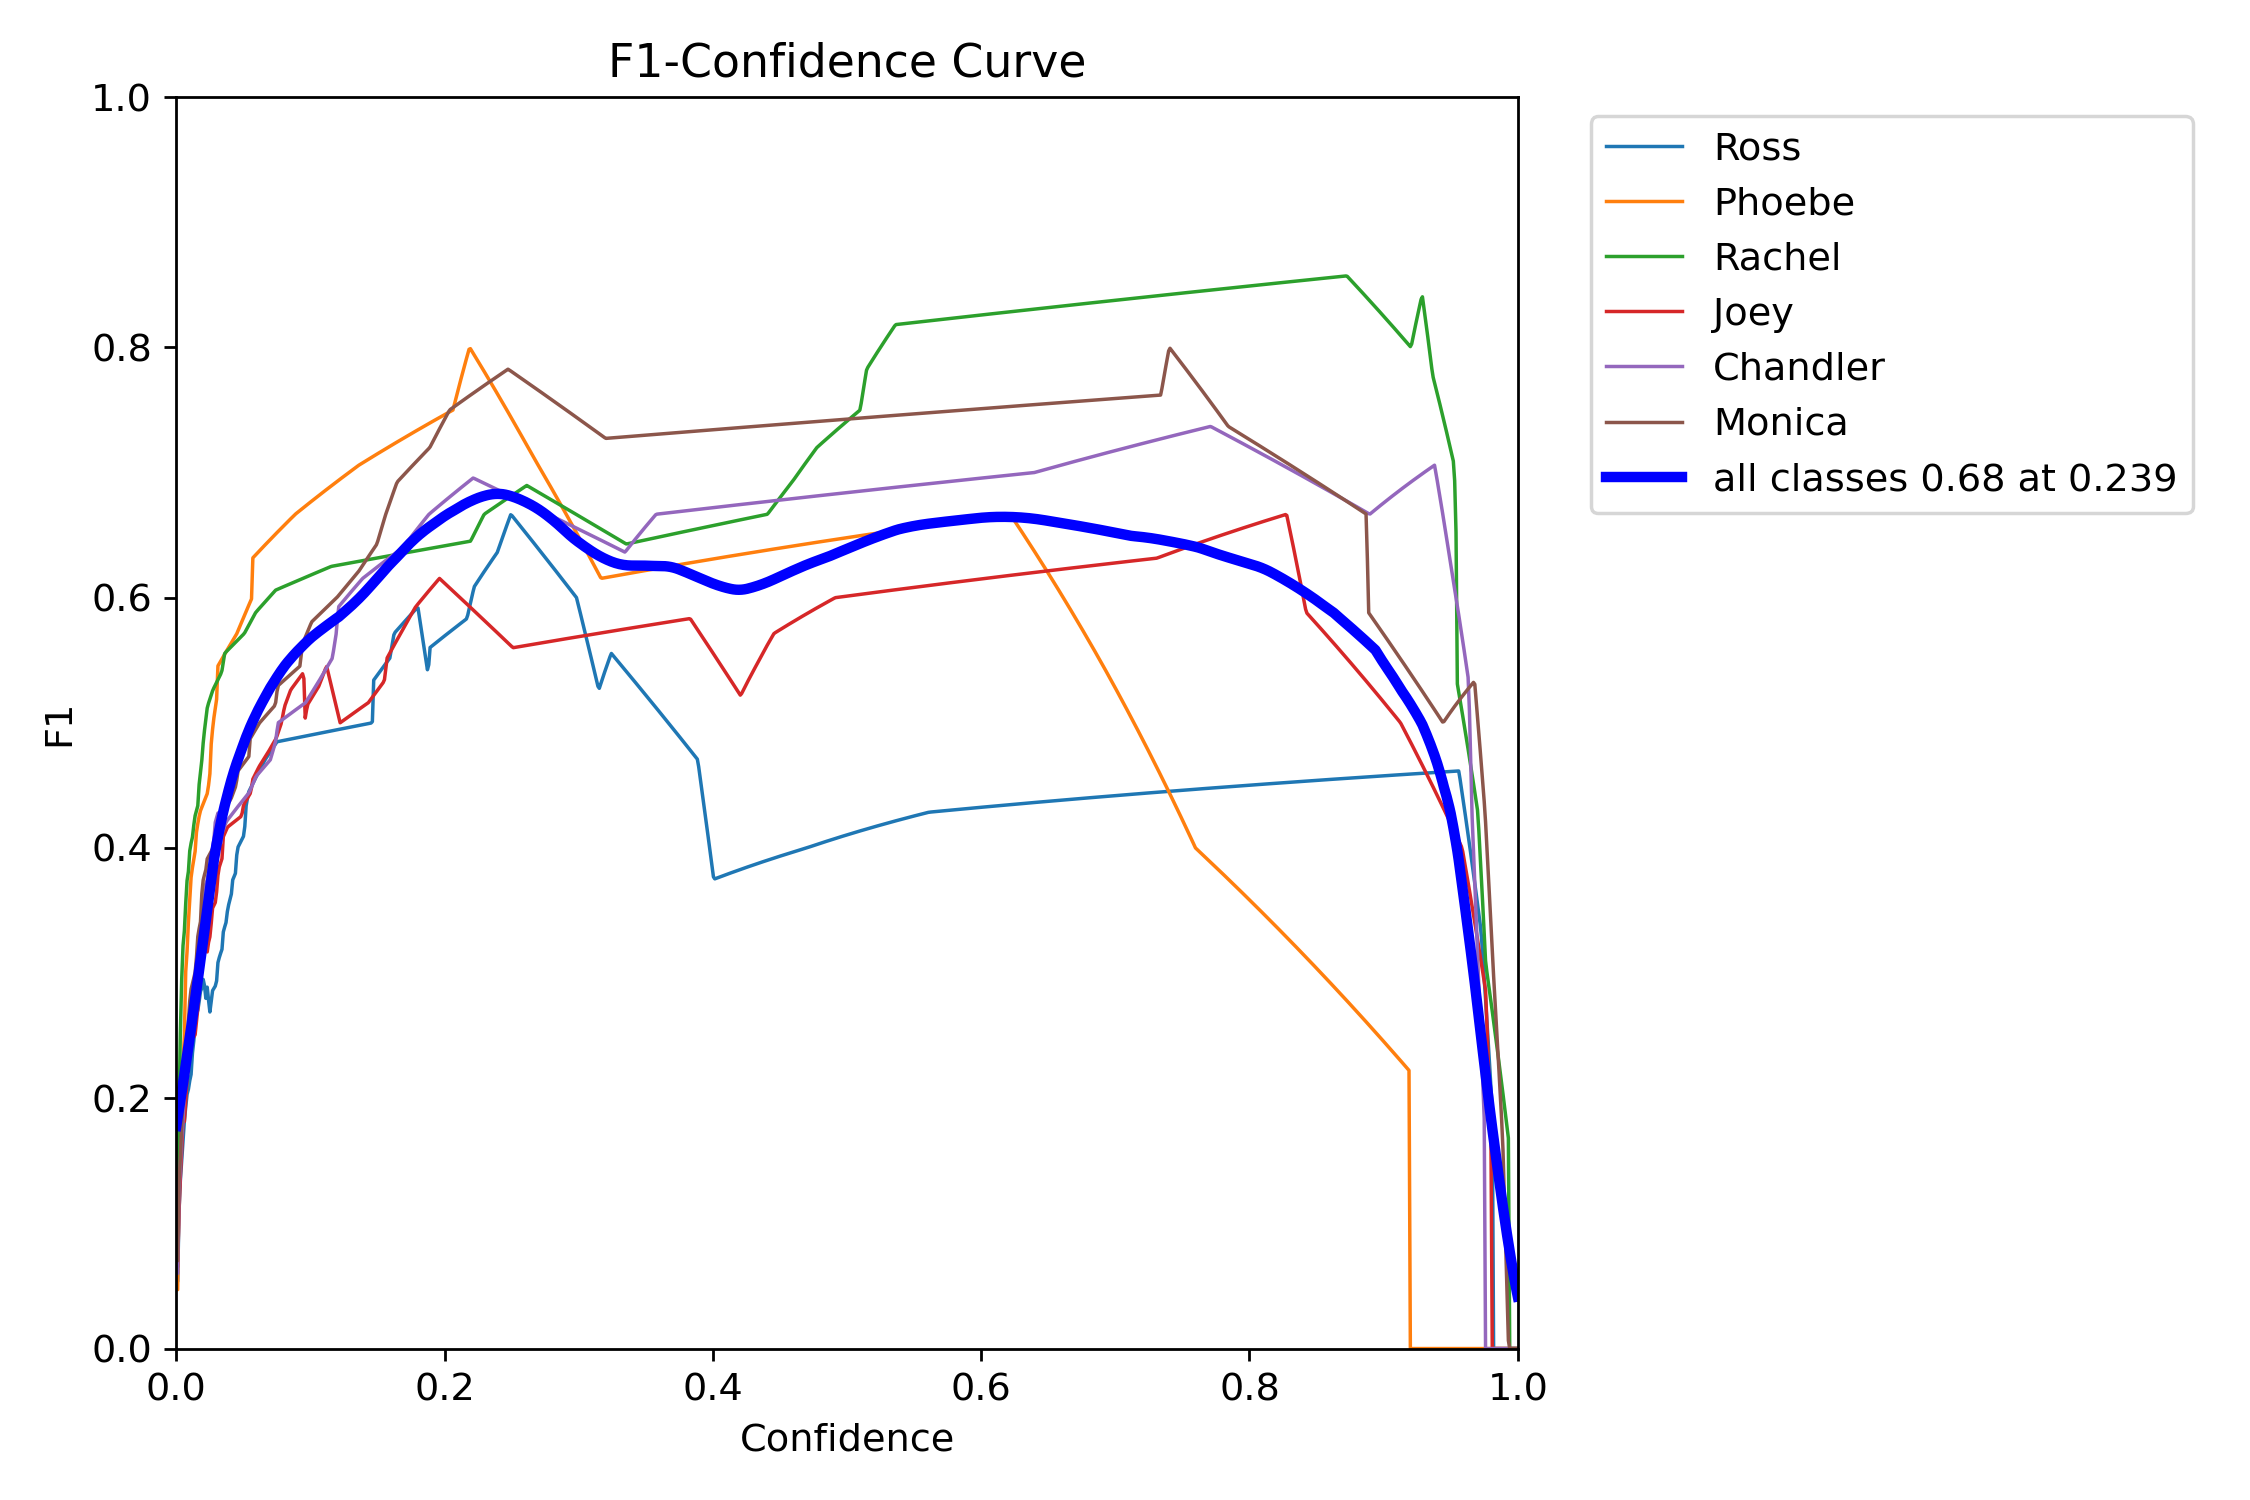 F1-Confidence Curve
1.0
0.8
0.6
0.4
0.2
0.0
F1
0.0 0.2 0.4 0.6 0.8 1.0
Confidence
Ross
Phoebe
Rachel
Joey
Chandler
Monica
all classes 0.68 at 0.239